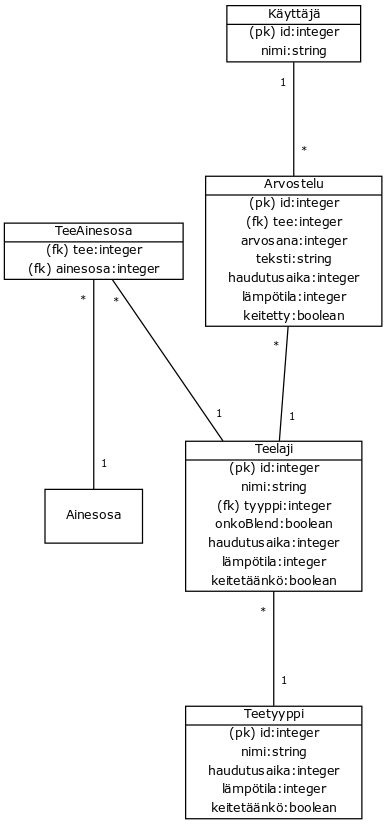 Käyttäjä
(pk) id:integer
nimi:string
1
*
Arvostelu
(pk) id:integer
(fk) tee:integer
arvosana:integer
teksti:string
haudutusaika:integer
lämpötila:integer
keitetty:boolean
TeeAinesosa
(fk) tee:integer
(fk) ainesosa:integer
*
*
*
1
1
1
Ainesosa
Teelaji
(pk) id:integer
nimi:string
(fk) tyyppi:integer
onkoBlend:boolean
haudutusaika:integer
lämpötila:integer
keitetäänkö:boolean
*
1
Teetyyppi
(pk) id:integer
nimi:string
haudutusaika:integer
lämpötila:integer
keitetäänkö:boolean